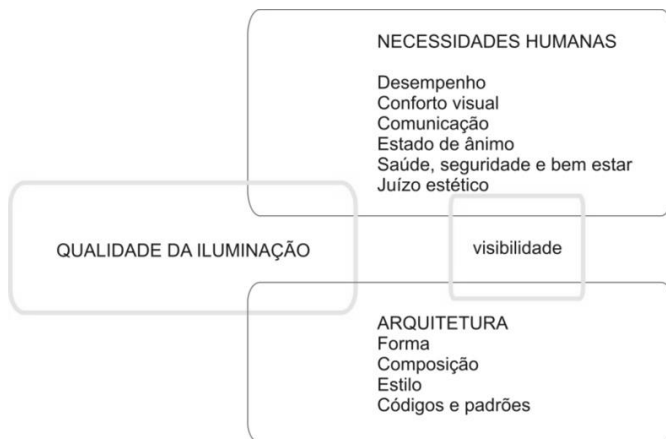 NECESSIDADES HUMANAS
Desempenho
Conforto visual
Comunicação
Estado de ânimo
Saúde, seguridade e bem estar
Juízo estético
QUALIDADE DA ILUMINAÇÃO
visibilidade
ARQUITETURA
Forma
Composição
Estilo
Códigos e padrões